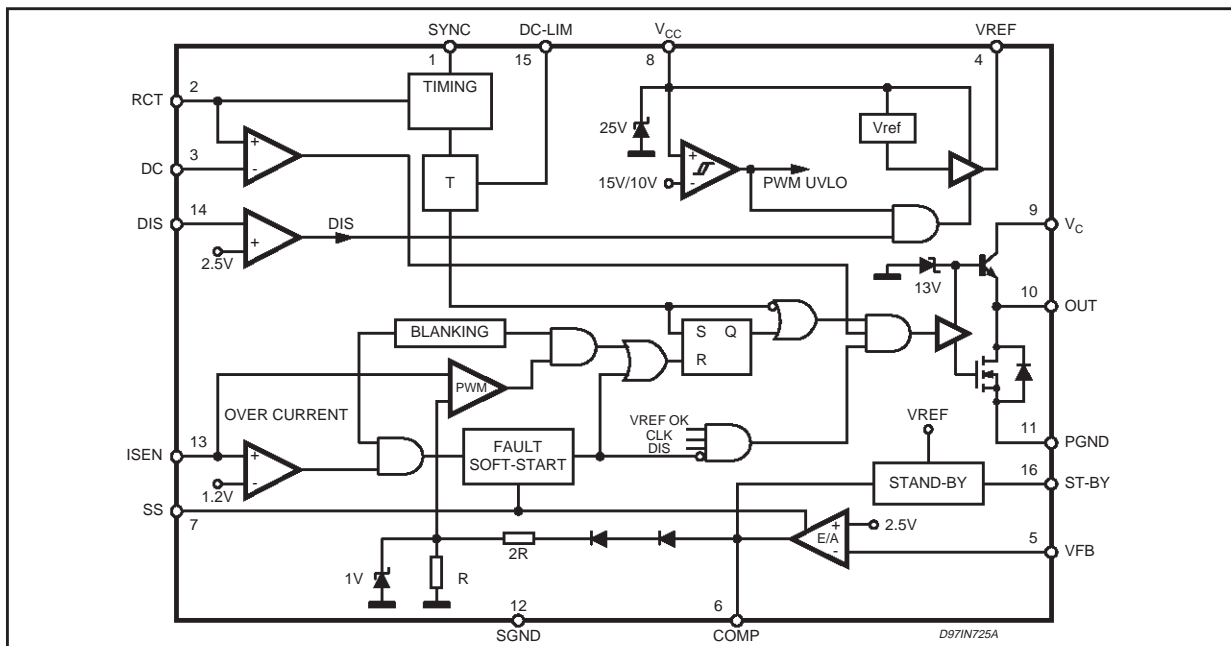 SYNC DC-LIM VCC VREF
1 15 8 4
2
RCT
TIMING
25V
Vref
+
-
3
DC
T
+
-
15V/10V
PWM UVLO
14
DIS
DIS
+
2.5V
9
VC
13V
10
OUT
BLANKING
S Q
R
PWM
OVER CURRENT
VREF OK
CLK
DIS
VREF
11
PGND
13
ISEN
+
-
1.2V
FAULT
SOFT-START
STAND-BY
16
ST-BY
SS
7
2R
E/A
+
-
2.5V
5
VFB
1V
R
12
SGND
6
COMP
D97IN725A